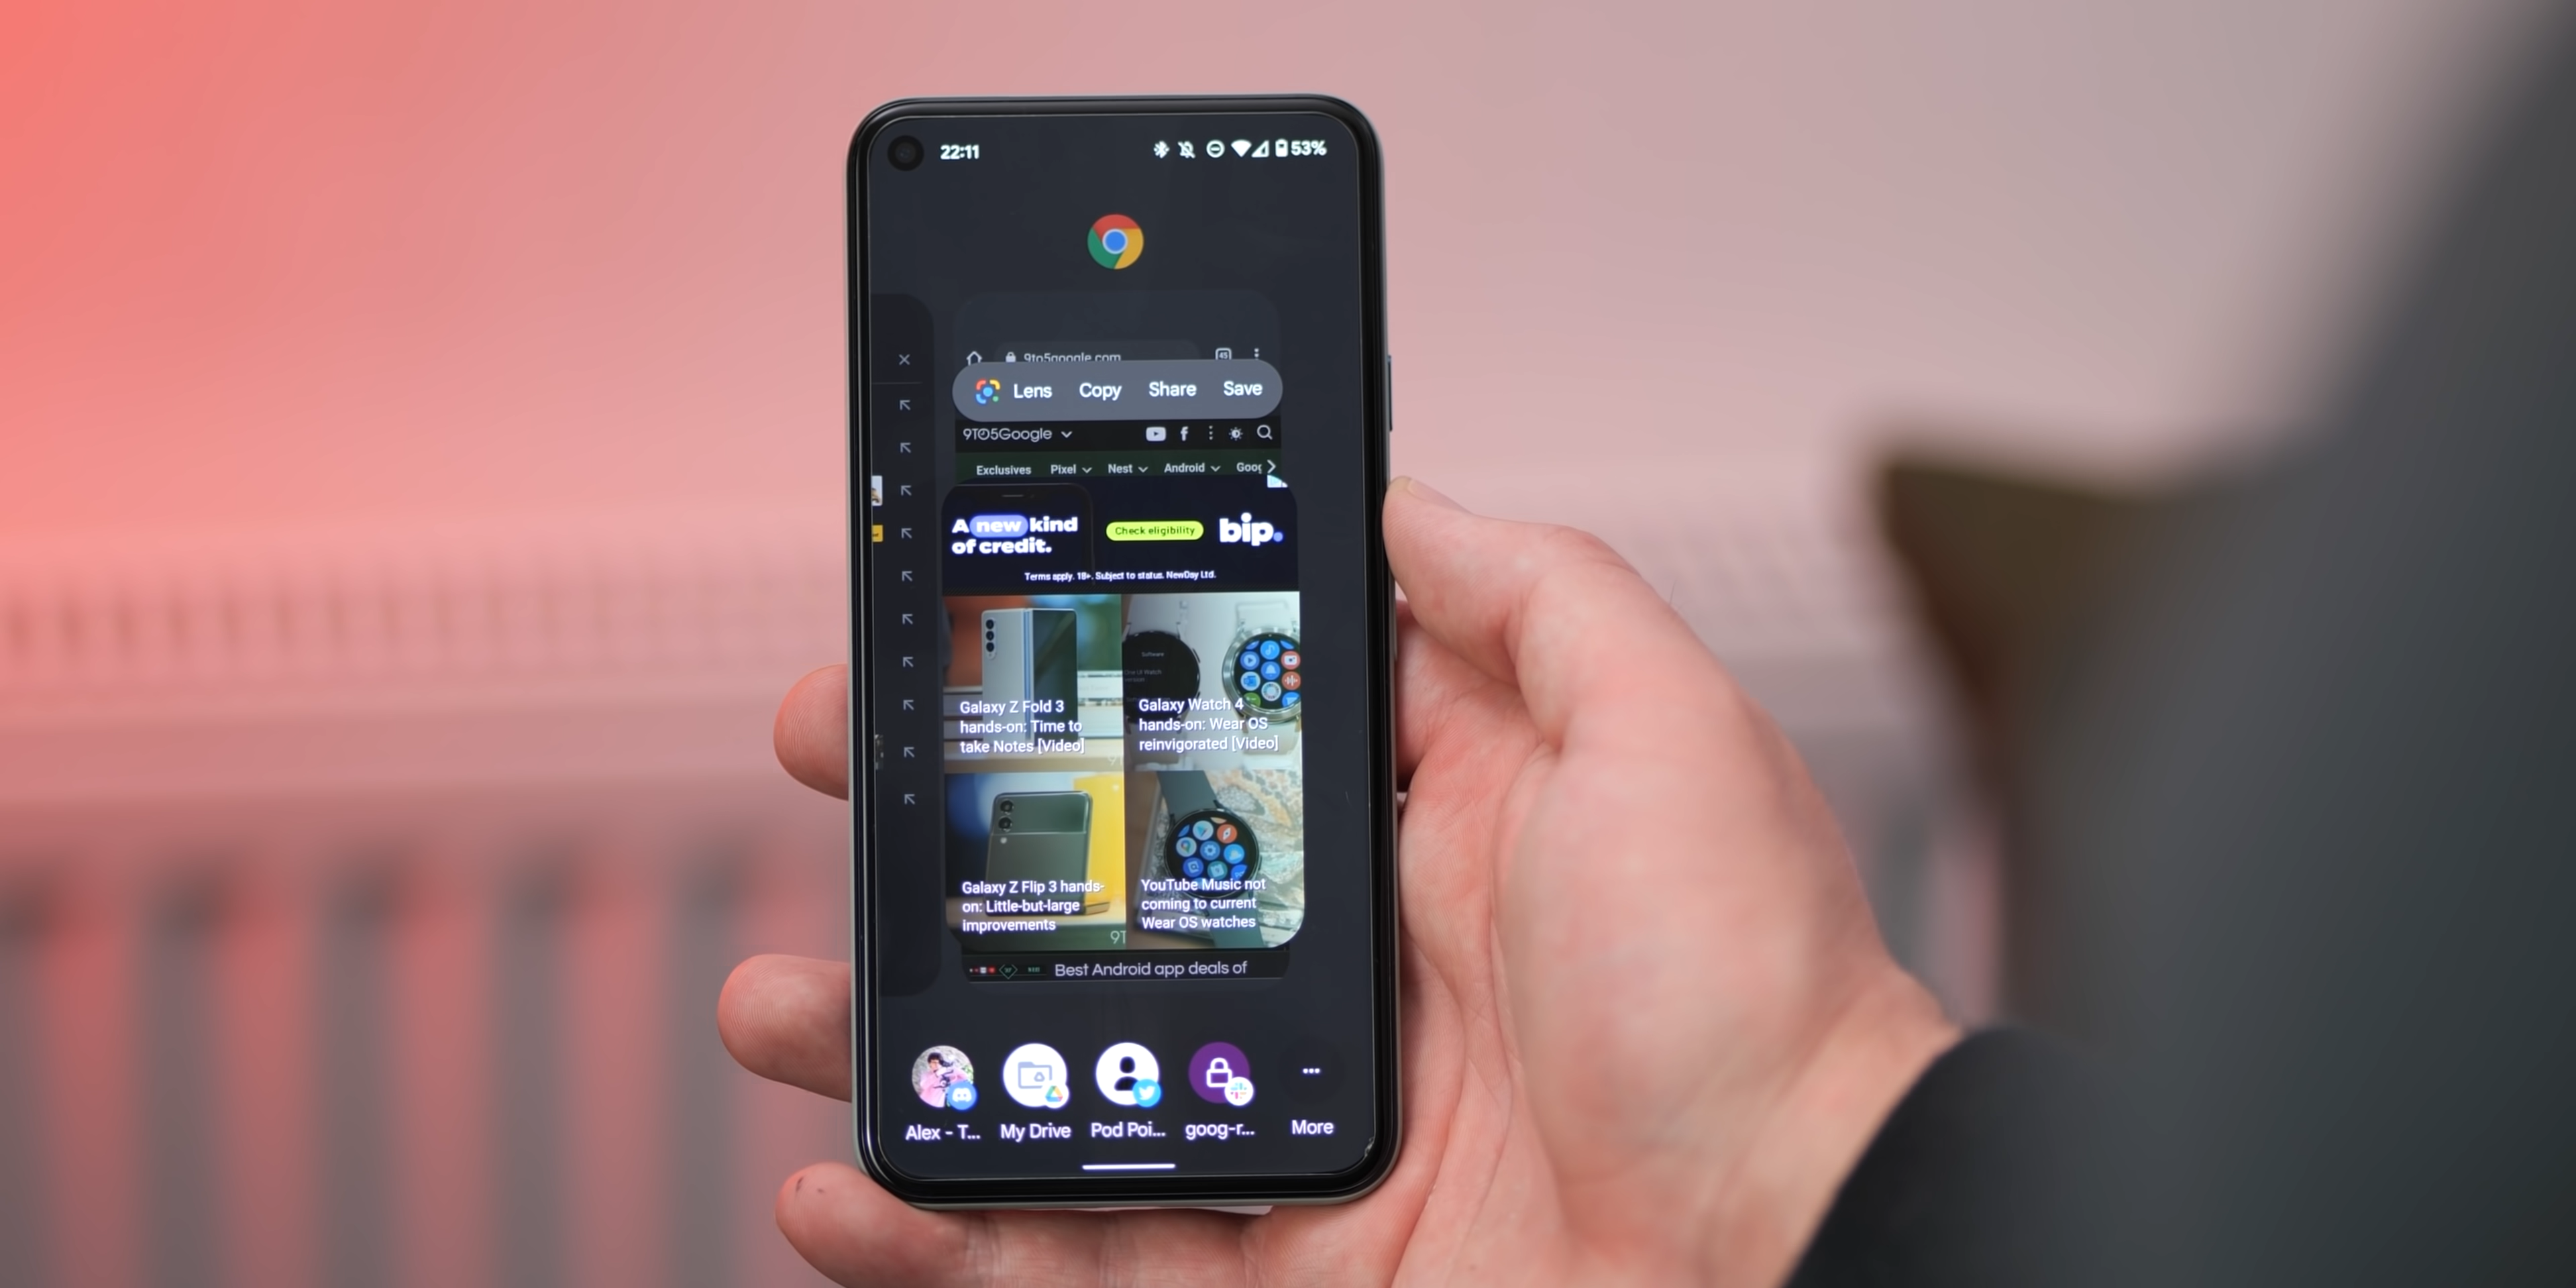 22:11
53%
9to5google.com
45
Lens Copy Share Save
9TO5Google
Exclusives Pixel Nest Android
A new kind
of credit.
Check eligibility
bip.
Terms apply. 18+. Subject to status. NewDay Ltd.
Software
Galaxy Z Fold 3
hands-on: Time to
take Notes [Video]
Galaxy Watch 4
hands-on: Wear OS
reinvigorated [Video]
Galaxy Z Flip 3 hands-
on: Little-but-large
improvements
9T
YouTube Music not
coming to current
Wear OS watches
Best Android app deals of
Alex - T... My Drive Pod Poi... goog-r... More